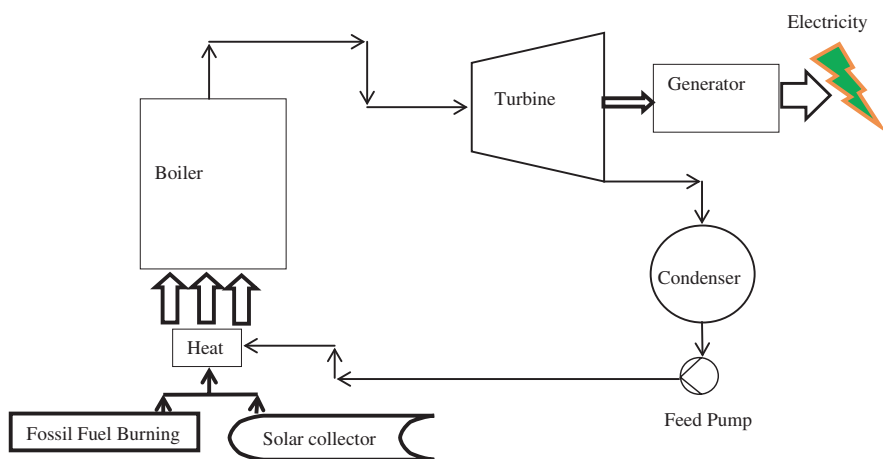 Electricity
Turbine
Generator
Boiler
Condenser
Heat
Feed Pump
Fossil Fuel Burning
Solar collector